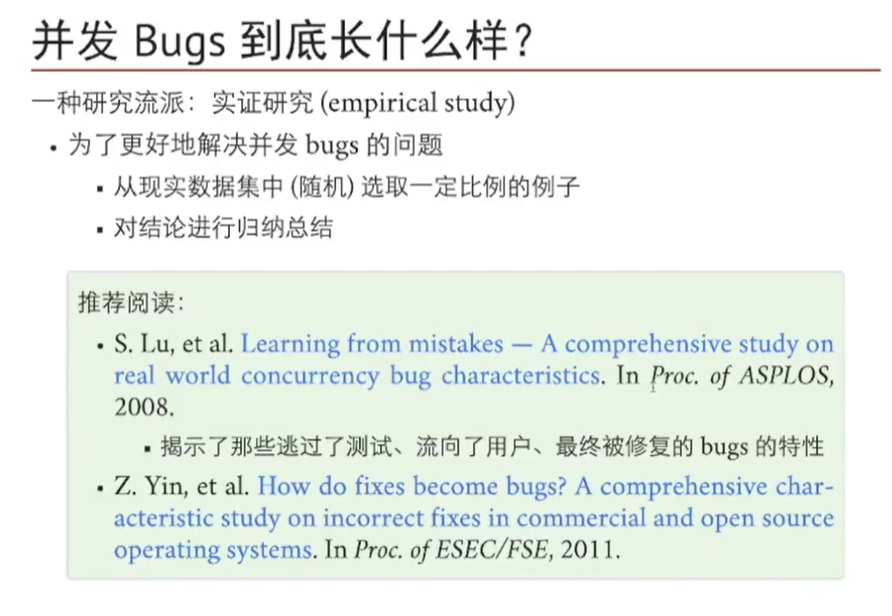 并发 Bugs 到底长什么样？
一种研究流派：实证研究 (empirical study)
• 为了更好地解决并发 bugs 的问题
▪ 从现实数据集中 (随机) 选取一定比例的例子
▪ 对结论进行归纳总结
推荐阅读：
• S. Lu, et al. Learning from mistakes — A comprehensive study on
real world concurrency bug characteristics. In Proc. of ASPLOS,
2008.
▪ 揭示了那些逃过了测试、流向了用户、最终被修复的 bugs 的特性
• Z. Yin, et al. How do fixes become bugs? A comprehensive char-
acteristic study on incorrect fixes in commercial and open source
operating systems. In Proc. of ESEC/FSE, 2011.